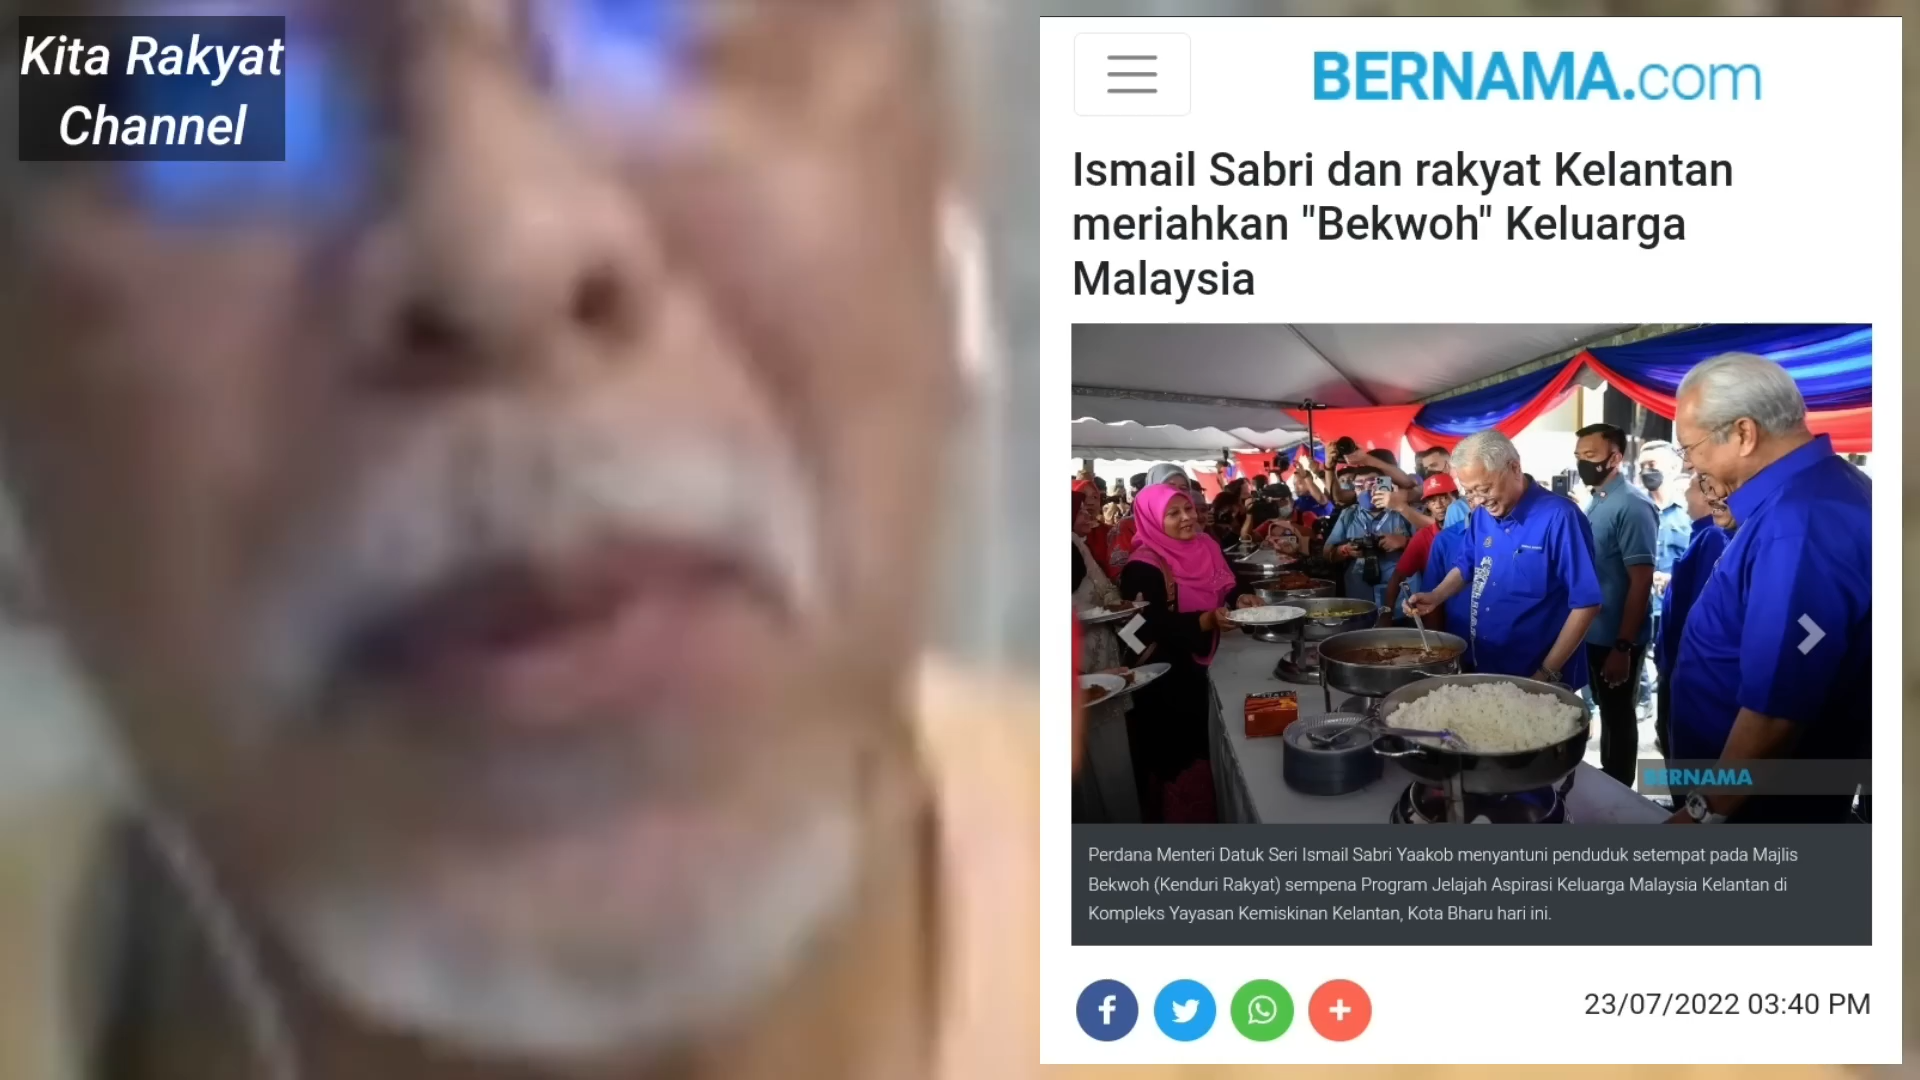 Kita Rakyat
Channel
BERNAMA.com
Ismail Sabri dan rakyat Kelantan
meriahkan "Bekwoh" Keluarga
Malaysia
BERNAMA
Perdana Menteri Datuk Seri Ismail Sabri Yaakob menyantuni penduduk setempat pada Majlis
Bekwoh (Kenduri Rakyat) sempena Program Jelajah Aspirasi Keluarga Malaysia Kelantan di
Kompleks Yayasan Kemiskinan Kelantan, Kota Bharu hari ini.
23/07/2022 03:40 PM